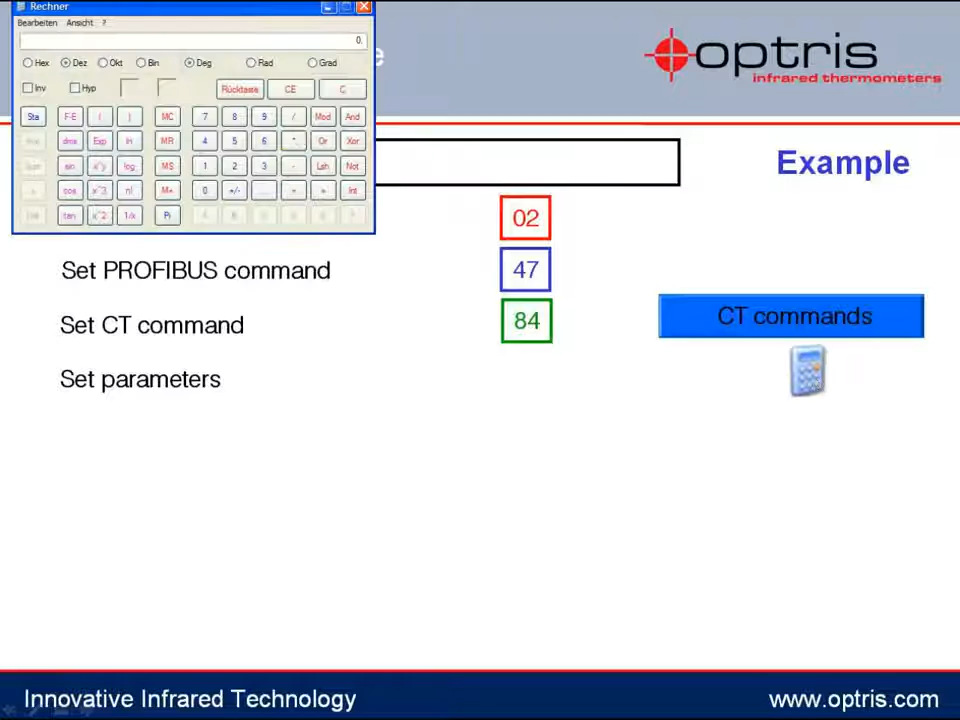 Rechner
Bearbeiten Ansicht ?
0.
Hex Dez Okt Bin Deg Rad Grad
Inv Hyp Rücktaste CE C
Sta F-E ( ) MC 7 8 9 / Mod And
dms Exp ln MR 4 5 6 * Or Xor
sin x^y log MS 1 2 3 - Lsh Not
cos x^3 n! M+ 0 +/- + = Int
tan x^2 1/x Pi
optris
infrared thermometers
Example
02
Set PROFIBUS command 47
Set CT command 84
CT commands
Set parameters
Innovative Infrared Technology
www.optris.com